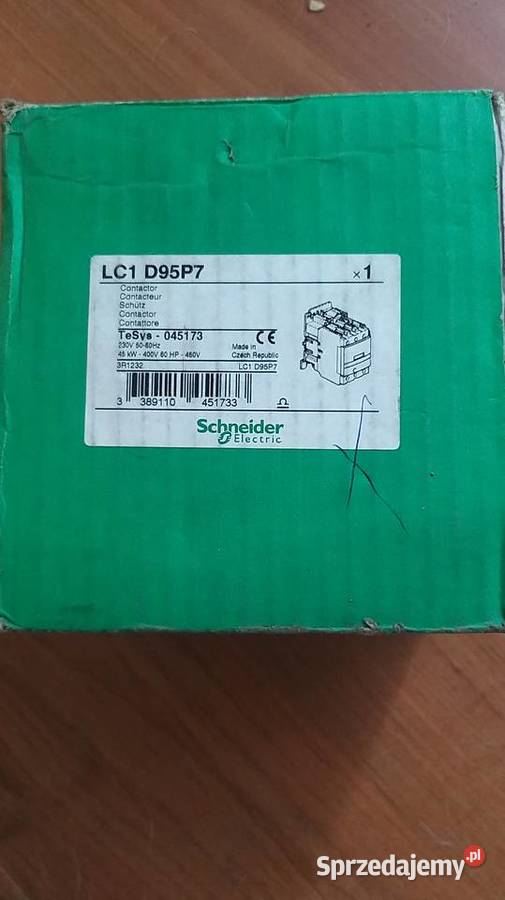 LC1 D95P7 x1
Contactor
Contacteur
Schütz
Contactor
Contattore
TeSys - 045173
230V 50-60Hz
45 kW - 400V 60 HP - 460V
Made in
Czech Republic
3R1232 LC1 D95P7
3 389110 451733
Schneider
Electric
Sprzedajemy.pl